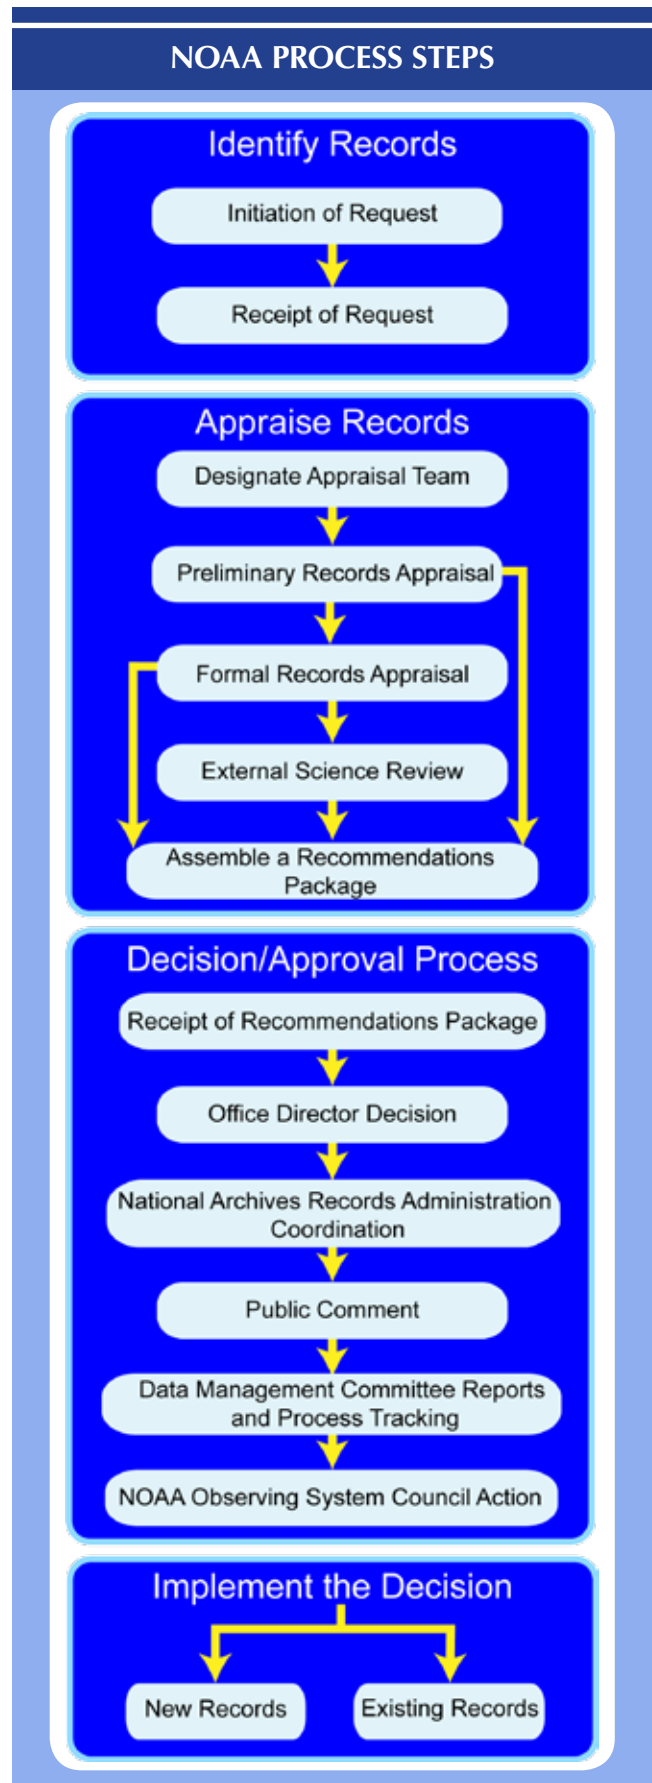 NOAA PROCESS STEPS
Identify Records
Initiation of Request
Receipt of Request
Appraise Records
Designate Appraisal Team
Preliminary Records Appraisal
Formal Records Appraisal
External Science Review
Assemble a Recommendations
Package
Decision/Approval Process
Receipt of Recommendations Package
Office Director Decision
National Archives Records Administration
Coordination
Public Comment
Data Management Committee Reports
and Process Tracking
NOAA Observing System Council Action
Implement the Decision
New Records
Existing Records